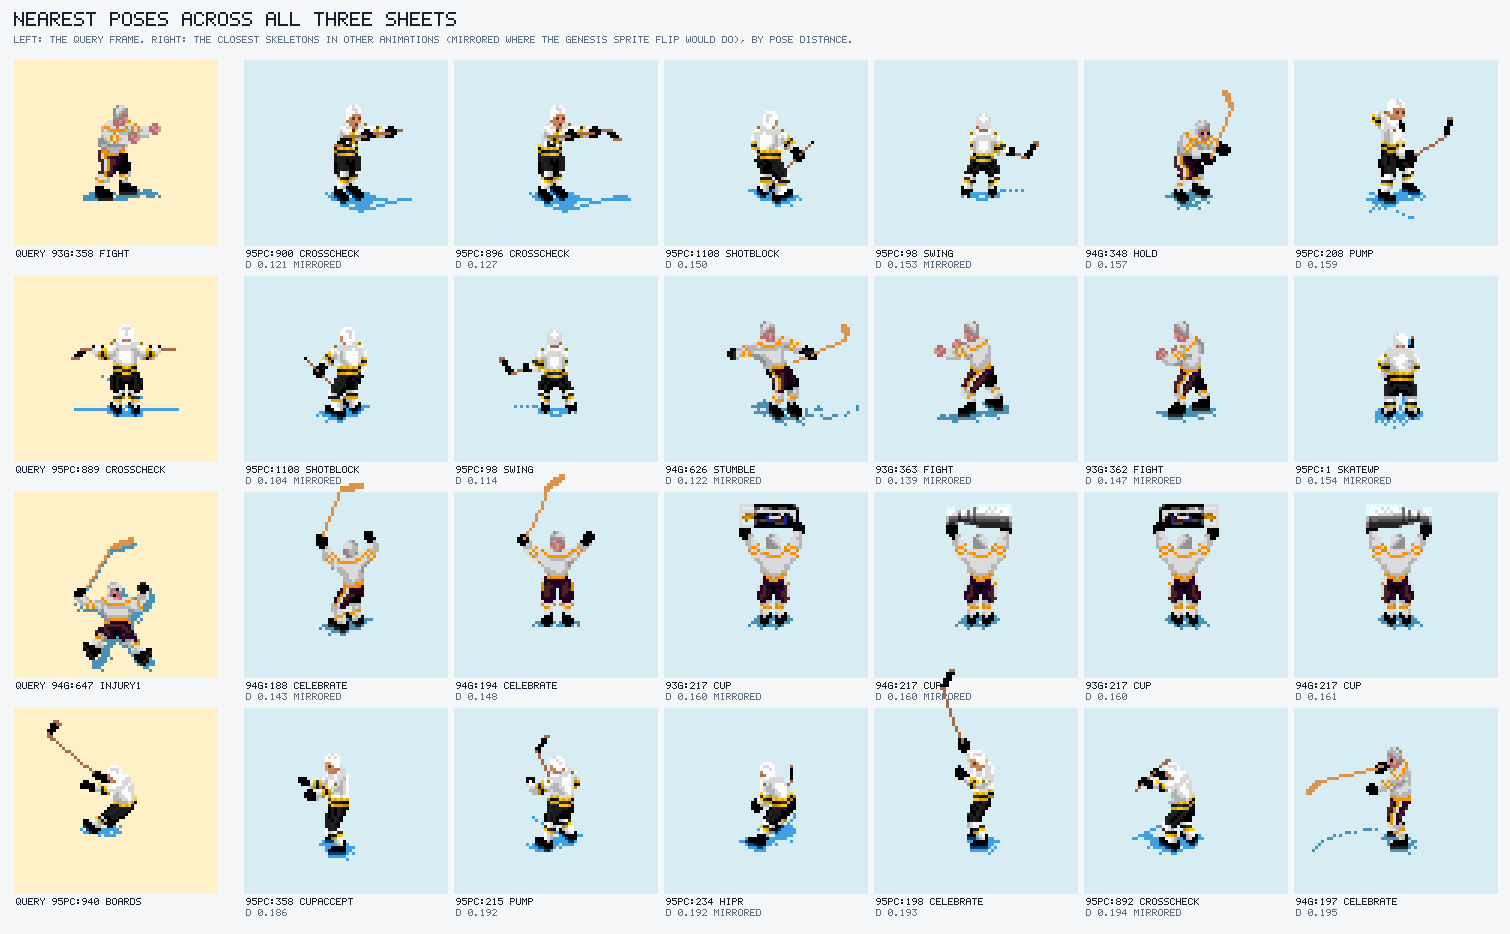 NEAREST POSES ACROSS ALL THREE SHEETS
LEFT: THE QUERY FRAME. RIGHT: THE CLOSEST SKELETONS IN OTHER ANIMATIONS (MIRRORED WHERE THE GENESIS SPRITE FLIP WOULD DO), BY POSE DISTANCE.
QUERY 93G:358 FIGHT
95PC:900 CROSSCHECK
D 0.121 MIRRORED
95PC:896 CROSSCHECK
D 0.127
95PC:1108 SHOTBLOCK
D 0.150
95PC:98 SWING
D 0.153 MIRRORED
94G:348 HOLD
D 0.157
95PC:208 PUMP
D 0.159
QUERY 95PC:889 CROSSCHECK
95PC:1108 SHOTBLOCK
D 0.104 MIRRORED
95PC:98 SWING
D 0.114
94G:626 STUMBLE
D 0.122 MIRRORED
93G:363 FIGHT
D 0.139 MIRRORED
93G:362 FIGHT
D 0.147 MIRRORED
95PC:1 SKATEWP
D 0.154 MIRRORED
QUERY 94G:647 INJURY1
94G:188 CELEBRATE
D 0.143 MIRRORED
94G:194 CELEBRATE
D 0.148
93G:217 CUP
D 0.160 MIRRORED
94G:217 CUP
D 0.160 MIRRORED
93G:217 CUP
D 0.160
94G:217 CUP
D 0.161
QUERY 95PC:940 BOARDS
95PC:358 CUPACCEPT
D 0.186
95PC:215 PUMP
D 0.192
95PC:234 HIPR
D 0.192 MIRRORED
95PC:198 CELEBRATE
D 0.193
95PC:892 CROSSCHECK
D 0.194 MIRRORED
94G:197 CELEBRATE
D 0.195